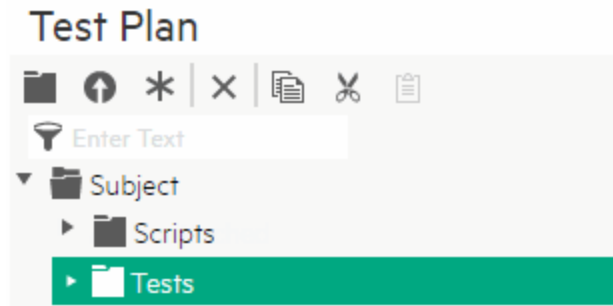 Test Plan
Enter Text
Subject
Scripts
Tests